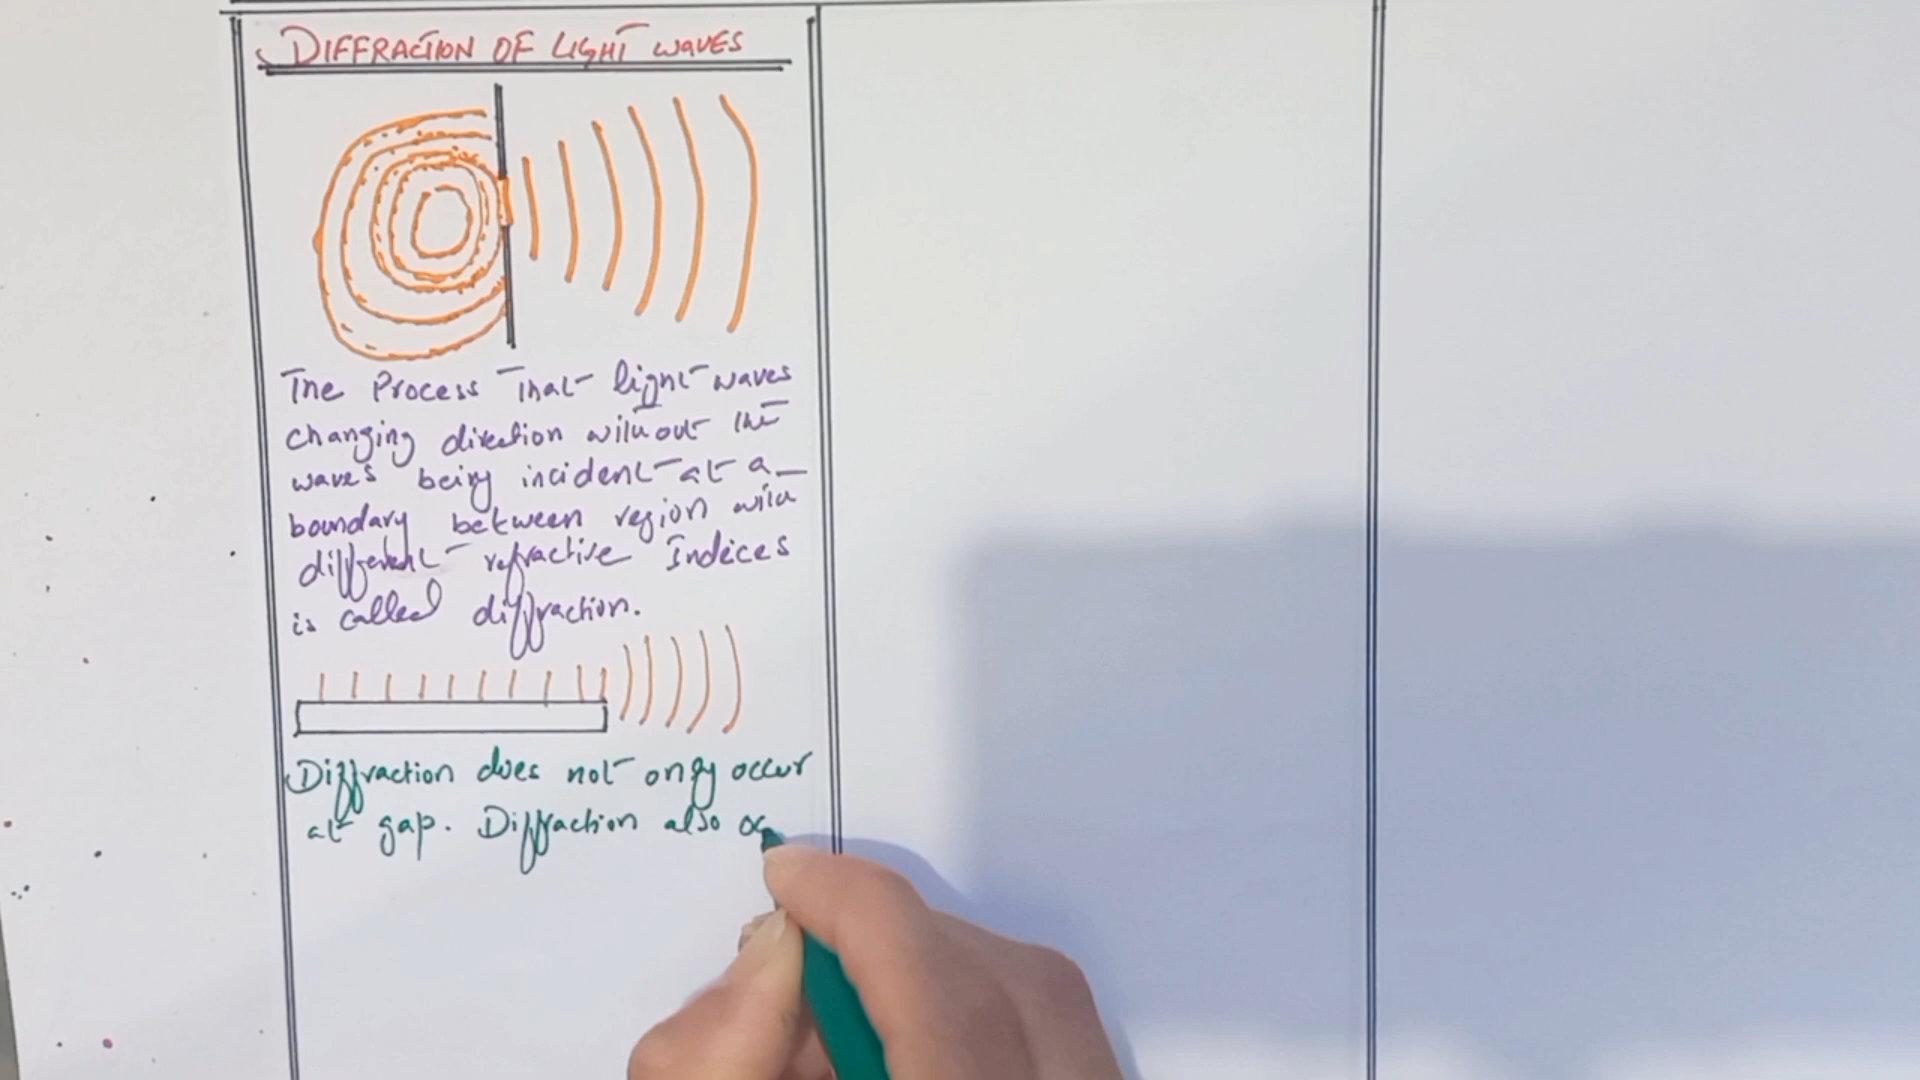 DIFFRACTION OF LIGHT WAVES
The Process That light waves
changing direction without the
waves being incident at a
boundary between region with
different refractive Indices
is called diffraction.
Diffraction does not only occur
at gap. Diffraction also oc